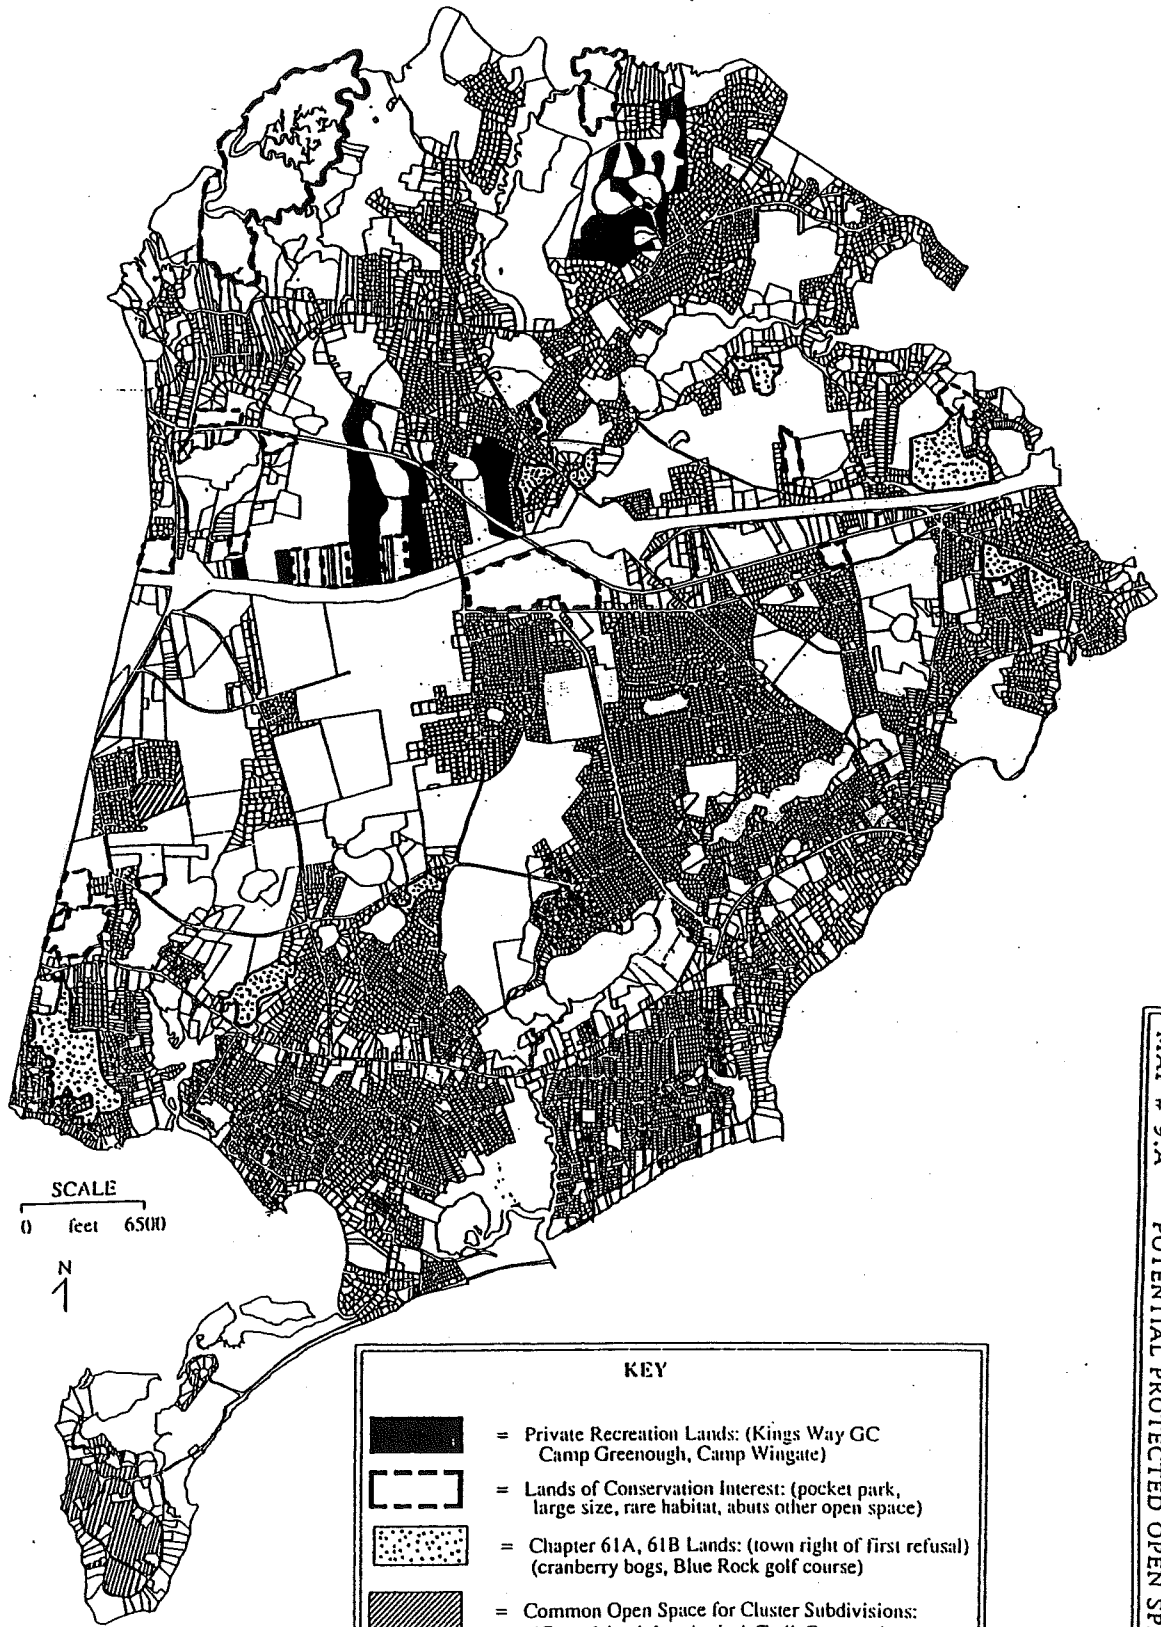 SCALE
0 feet 6500
N
KEY
= Private Recreation Lands: (Kings Way GC
Camp Greenough, Camp Wingate)
= Lands of Conservation Interest: (pocket park,
large size, rare habitat, abuts other open space)
= Chapter 61A, 61B Lands: (town right of first refusal)
(cranberry bogs, Blue Rock golf course)
= Common Open Space for Cluster Subdivisions:
MAP # 9.A POTENTIAL PROTECTED OPEN